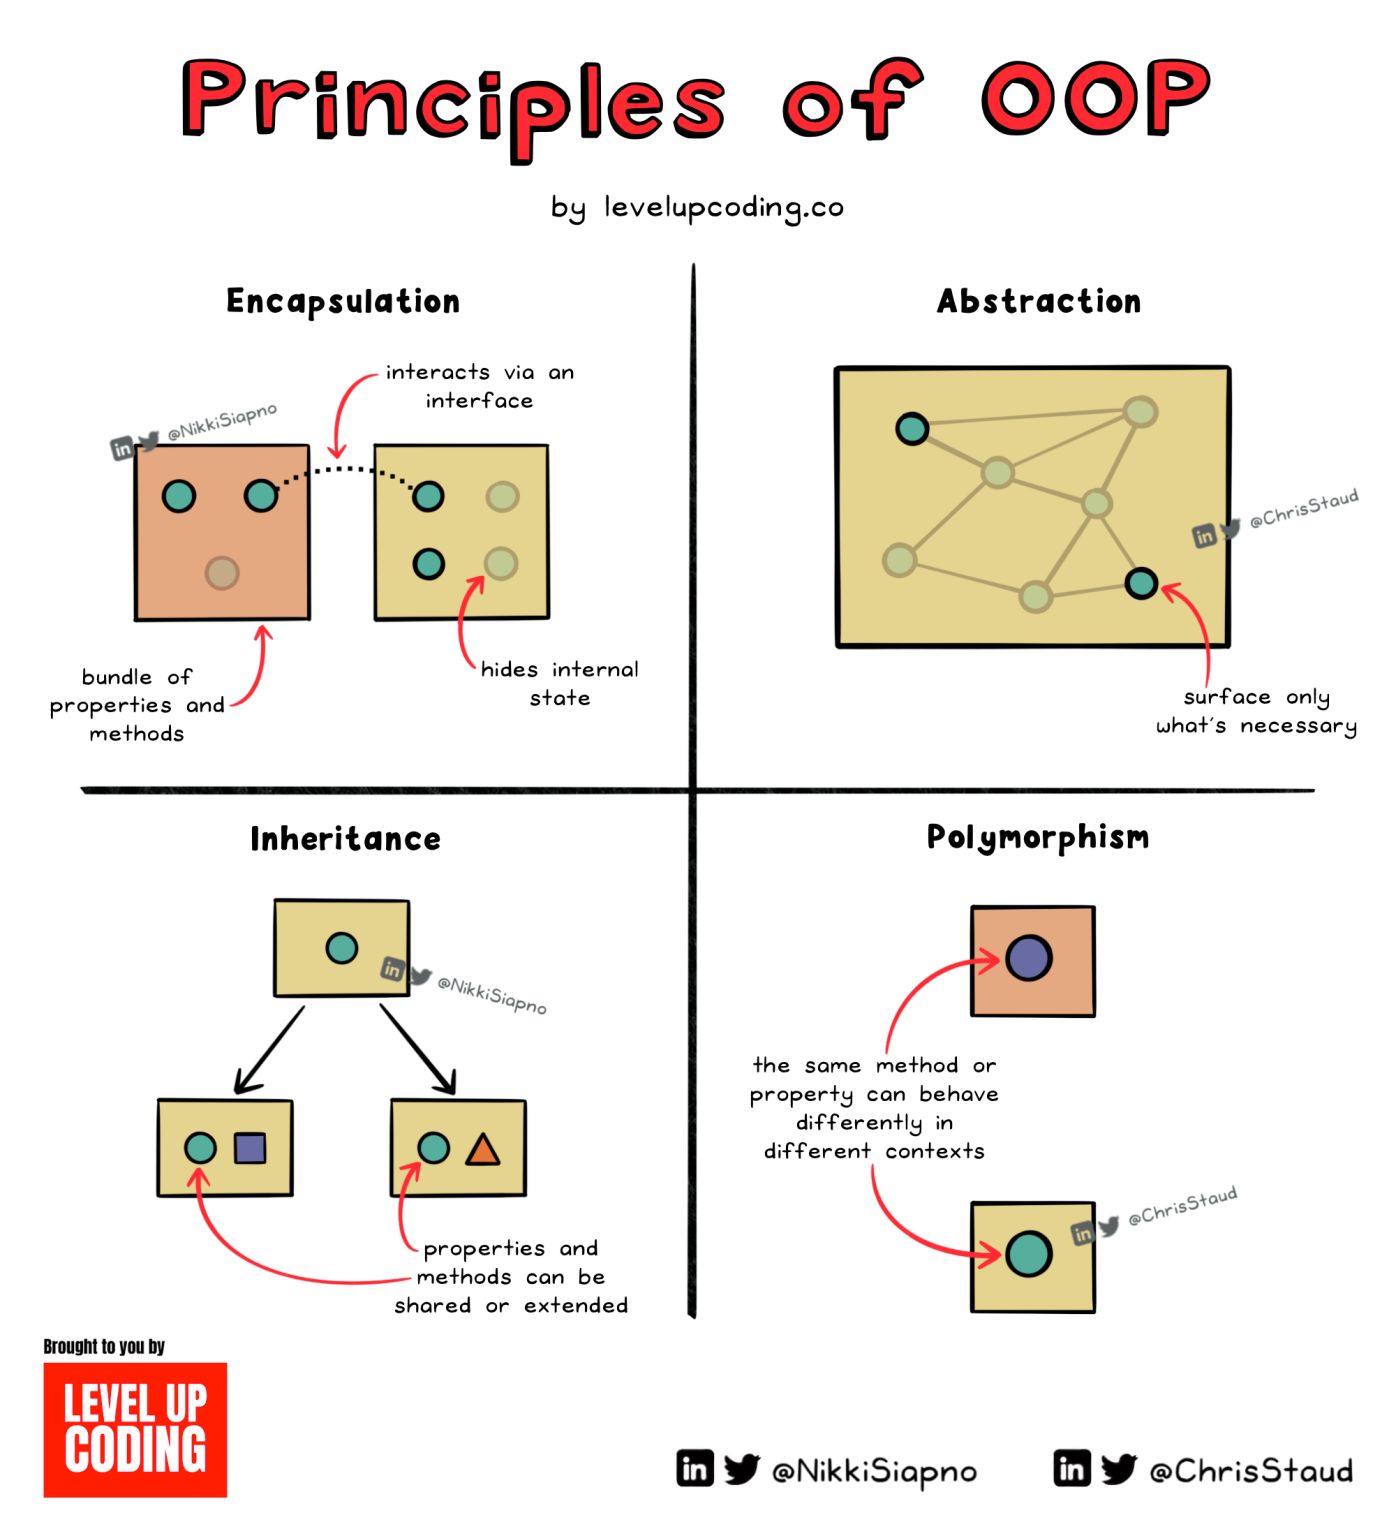 Principles of OOP
by levelupcoding.co
Encapsulation
interacts via an
interface
@NikkiSiapno
bundle of
properties and
methods
hides internal
state
Abstraction
@ChrisStaud
surface only
what's necessary
Inheritance
@NikkiSiapno
properties and
methods can be
shared or extended
Polymorphism
the same method or
property can behave
differently in
different contexts
@ChrisStaud
Brought to you by
LEVEL UP
CODING
in @NikkiSiapno
in @ChrisStaud